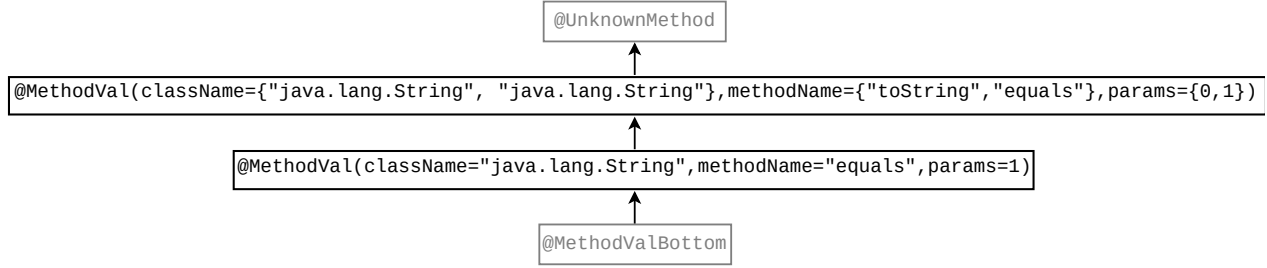 @UnknownMethod
@MethodVal(className={"java.lang.String", "java.lang.String"},methodName={"toString","equals"},params={0,1})
@MethodVal(className="java.lang.String",methodName="equals",params=1)
@MethodValBottom